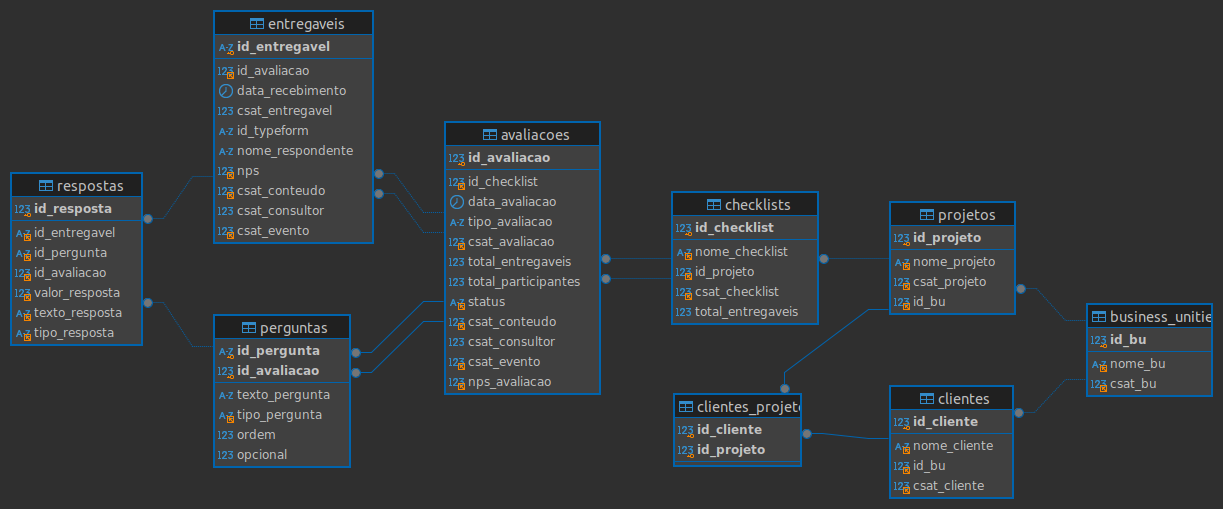 entregaveis
id_entregavel
id_avaliacao
data_recebimento
csat_entregavel
id_typeform
nome_respondente
nps
csat_conteudo
csat_consultor
csat_evento
respostas
id_resposta
id_entregavel
id_pergunta
id_avaliacao
valor_resposta
texto_resposta
tipo_resposta
perguntas
id_pergunta
id_avaliacao
texto_pergunta
tipo_pergunta
ordem
opcional
avaliacoes
id_avaliacao
id_checklist
data_avaliacao
tipo_avaliacao
csat_avaliacao
total_entregaveis
total_participantes
status
csat_conteudo
csat_consultor
csat_evento
nps_avaliacao
checklists
id_checklist
nome_checklist
id_projeto
csat_checklist
total_entregaveis
clientes_projeto
id_cliente
id_projeto
projetos
id_projeto
nome_projeto
csat_projeto
id_bu
clientes
id_cliente
nome_cliente
id_bu
csat_cliente
business_unitie
id_bu
nome_bu
csat_bu